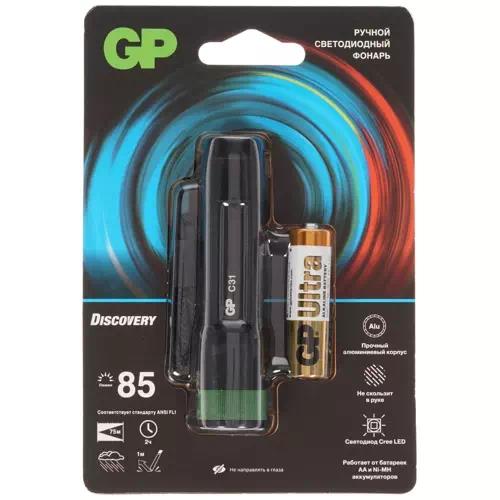 GP
РУЧНОЙ
СВЕТОДИОДНЫЙ
ФОНАРЬ
GP C31
GP Ultra
ALKALINE BATTERY
DISCOVERY
Люмен 85
Соответствует стандарту ANSI FL1
75м
2ч
1м
Alu
Прочный
алюминиевый корпус
Не скользит
в руке
Светодиод Cree LED
Работает от батареек
AA и Ni-MH
аккумуляторов
Не направлять в глаза